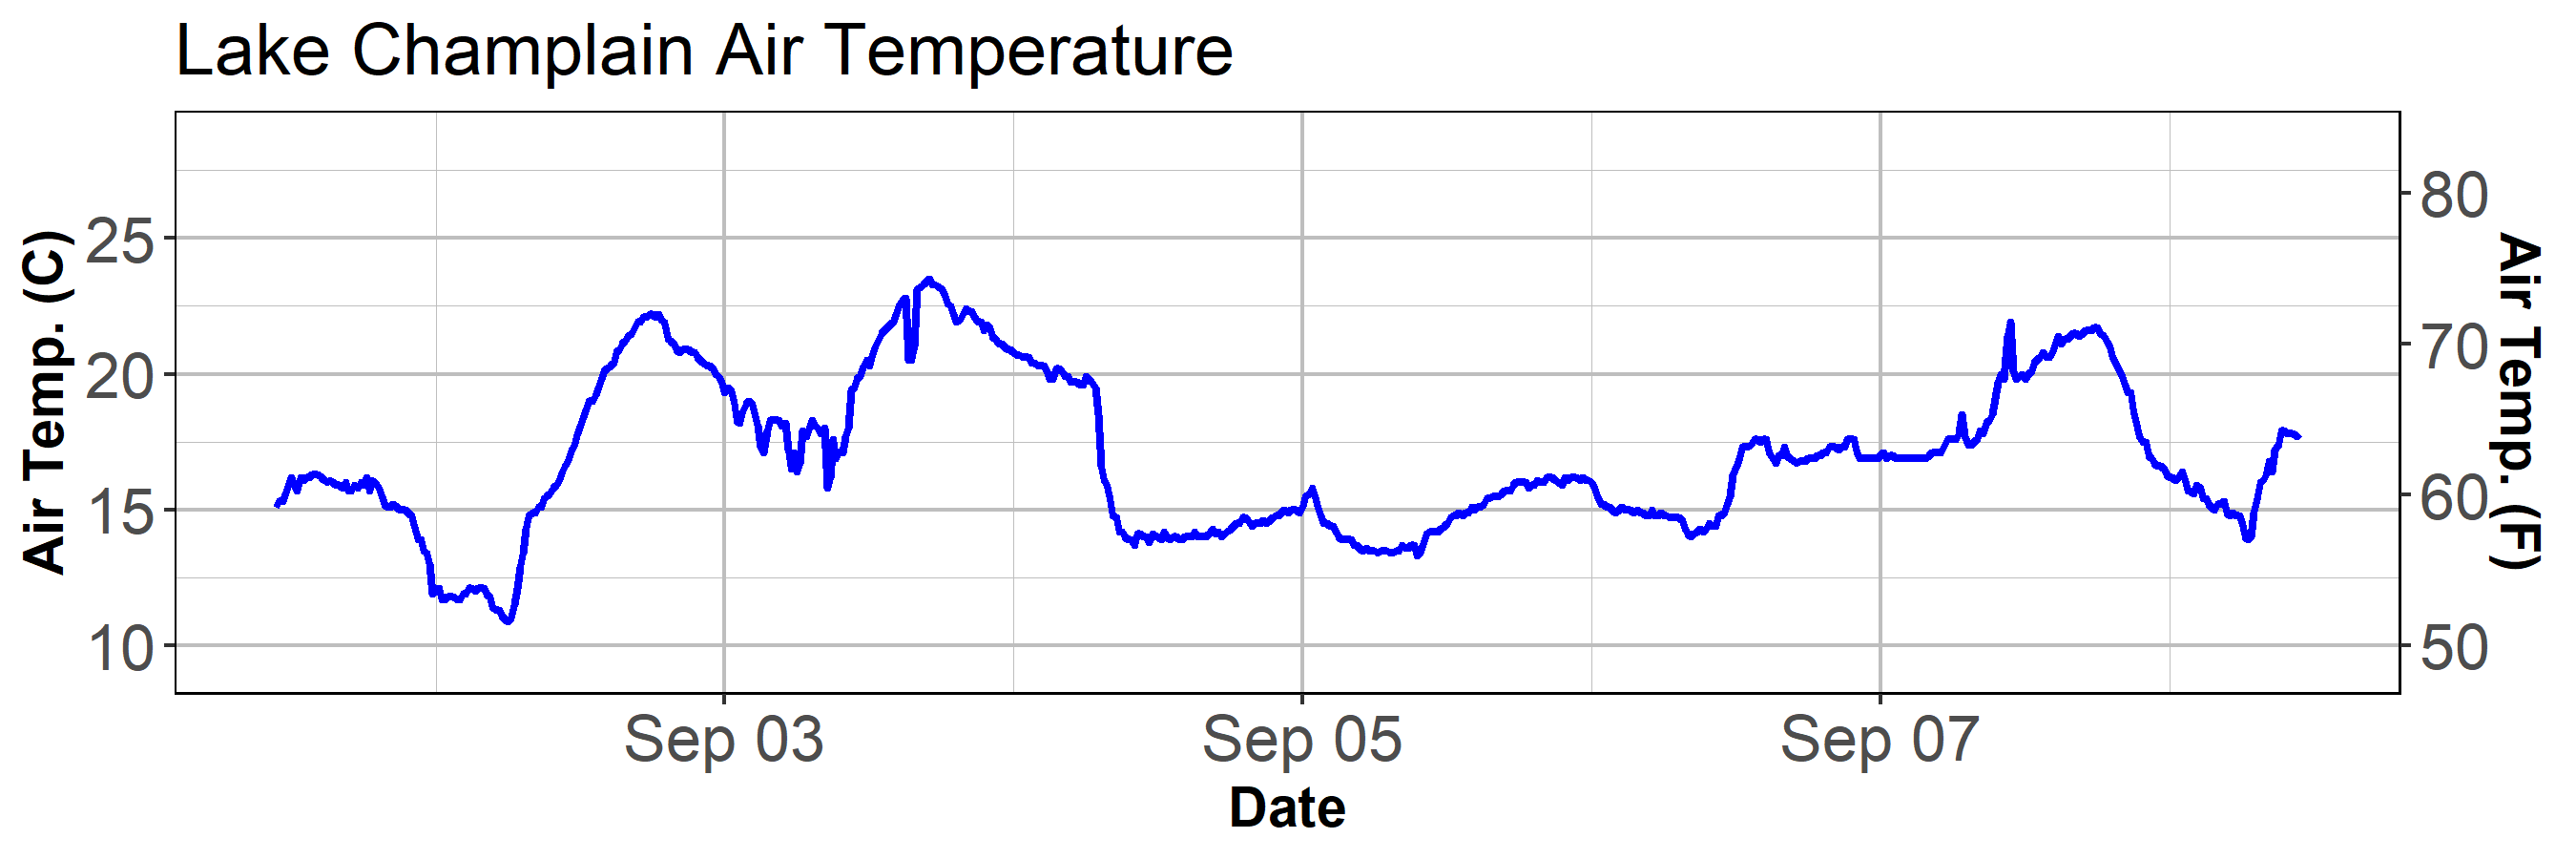 Lake Champlain Air Temperature
Air Temp. (C)
25
20
15
10
80
70
60
50
Air Temp. (F)
Sep 03
Sep 05
Sep 07
Date